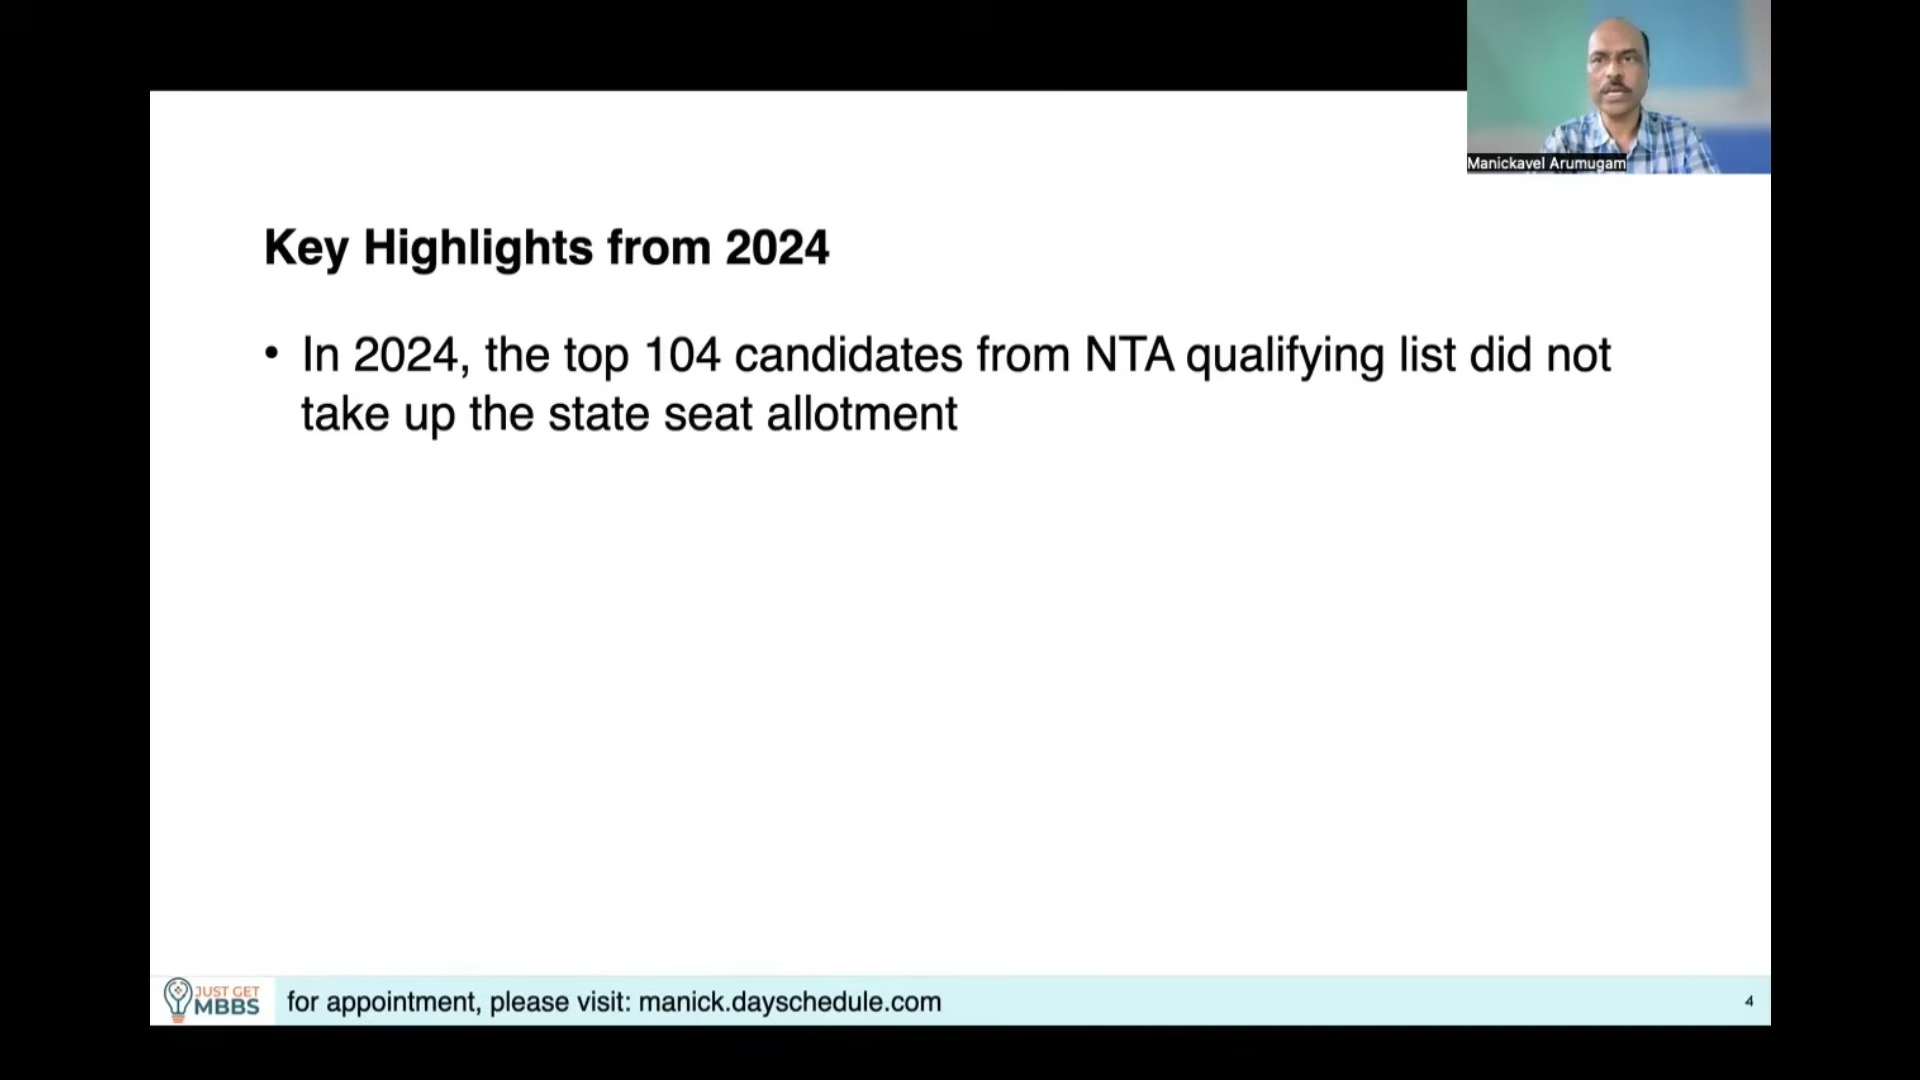 Manickavel Arumugam
Key Highlights from 2024
• In 2024, the top 104 candidates from NTA qualifying list did not
take up the state seat allotment
JUST GET
MBBS
for appointment, please visit: manick.dayschedule.com
4